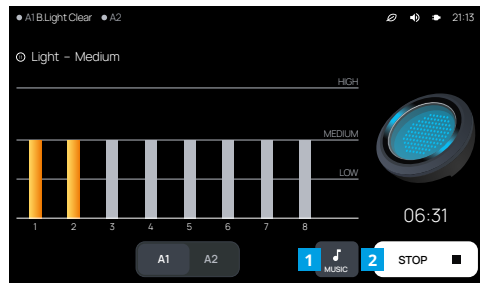 A1 B.Light Clear A2 21:13
Light – Medium
HIGH
MEDIUM
LOW
1 2 3 4 5 6 7 8
06:31
A1 A2 1 MUSIC 2 STOP